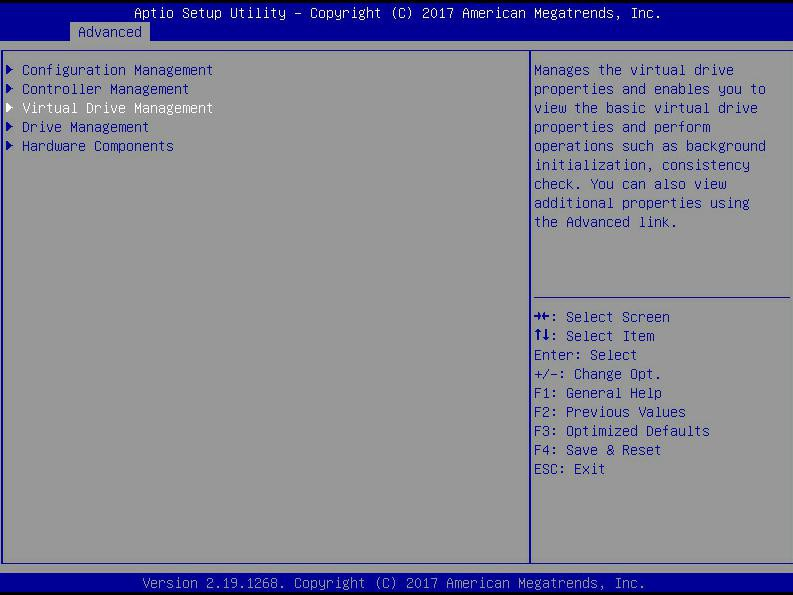 Aptio Setup Utility - Copyright (C) 2017 American Megatrends, Inc.
Advanced
Configuration Management
Controller Management
Virtual Drive Management
Drive Management
Hardware Components
Manages the virtual drive
properties and enables you to
view the basic virtual drive
properties and perform
operations such as background
initialization, consistency
check. You can also view
additional properties using
the Advanced link.
→←: Select Screen
↑↓: Select Item
Enter: Select
+/-: Change Opt.
F1: General Help
F2: Previous Values
F3: Optimized Defaults
F4: Save & Reset
ESC: Exit
Version 2.19.1268. Copyright (C) 2017 American Megatrends, Inc.